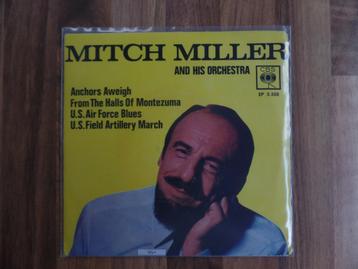 MITCH MILLER
AND HIS ORCHESTRA
CBS
Anchors Aweigh
From The Halls Of Montezuma
U.S. Air Force Blues
U.S. Field Artillery March